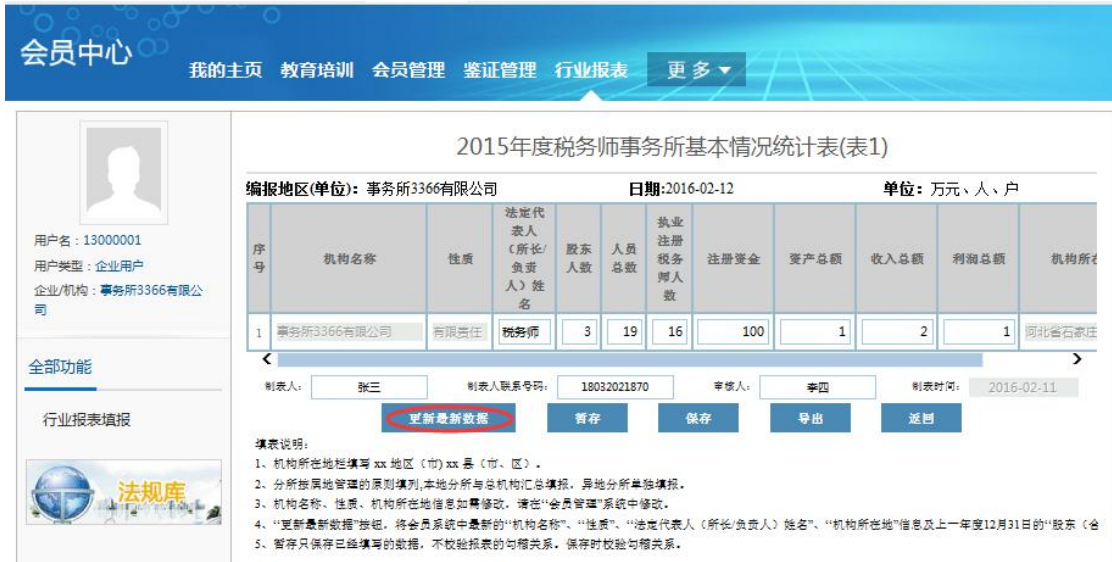 会员中心
我的主页 教育培训 会员管理 鉴证管理 行业报表 更多▼
2015年度税务师事务所基本情况统计表(表1)
编报地区(单位)：事务所3366有限公司 日期:2016-02-12 单位：万元、人、户
用户名：13000001
用户类型：企业用户
企业/机构：事务所3366有限公
司
序号 机构名称 性质 法定代表人（所长/负责人）姓名 股东人数 人员总数 执业注册税务师人数 注册资金 资产总额 收入总额 利润总额 机构所在
1 事务所3366有限公司 有限责任 税务师 3 19 16 100 1 2 1 河北省石家庄
制表人： 张三 制表人联系号码： 18032021870 审核人： 李四 制表时间： 2016-02-11
更新最新数据 暂存 保存 导出 返回
全部功能
行业报表填报
法规库
填表说明：
1、机构所在地栏填写 xx 地区（市）xx 县（市、区）。
2、分所按属地管理的原则填列,本地分所与总机构汇总填报，异地分所单独填报。
3、机构名称、性质、机构所在地信息如需修改，请在“会员管理”系统中修改。
4、“更新最新数据”按钮，将会员系统中最新的“机构名称”、“性质”、“法定代表人（所长/负责人）姓名”、“机构所在地”信息及上一年度12月31日的“股东（合
5、暂存只保存已经填写的数据，不校验报表的勾稽关系。保存时校验勾稽关系。